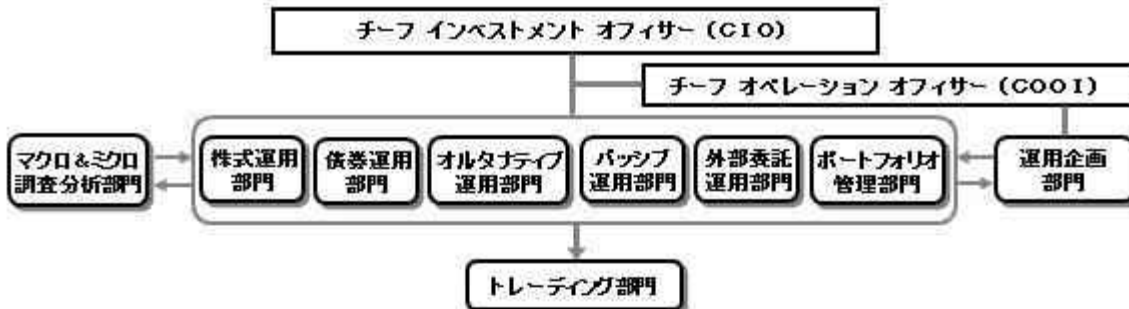 チーフ インベストメント オフィサー (CIO)
チーフ オペレーション オフィサー (COOI)
マクロ&ミクロ
調査分析部門
株式運用
部門
債券運用
部門
オルタナティブ
運用部門
パッシブ
運用部門
外部委託
運用部門
ポートフォリオ
管理部門
運用企画
部門
トレーディング部門